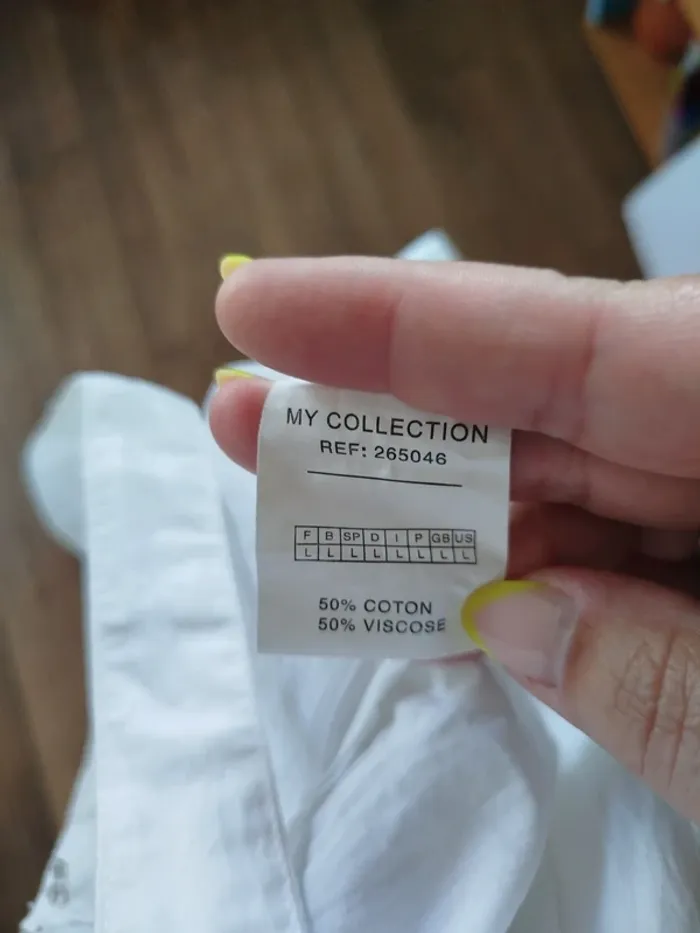 MY COLLECTION
REF: 265046
F B SP D I P GB US
L L L L L L L L
50% COTON
50% VISCOSE